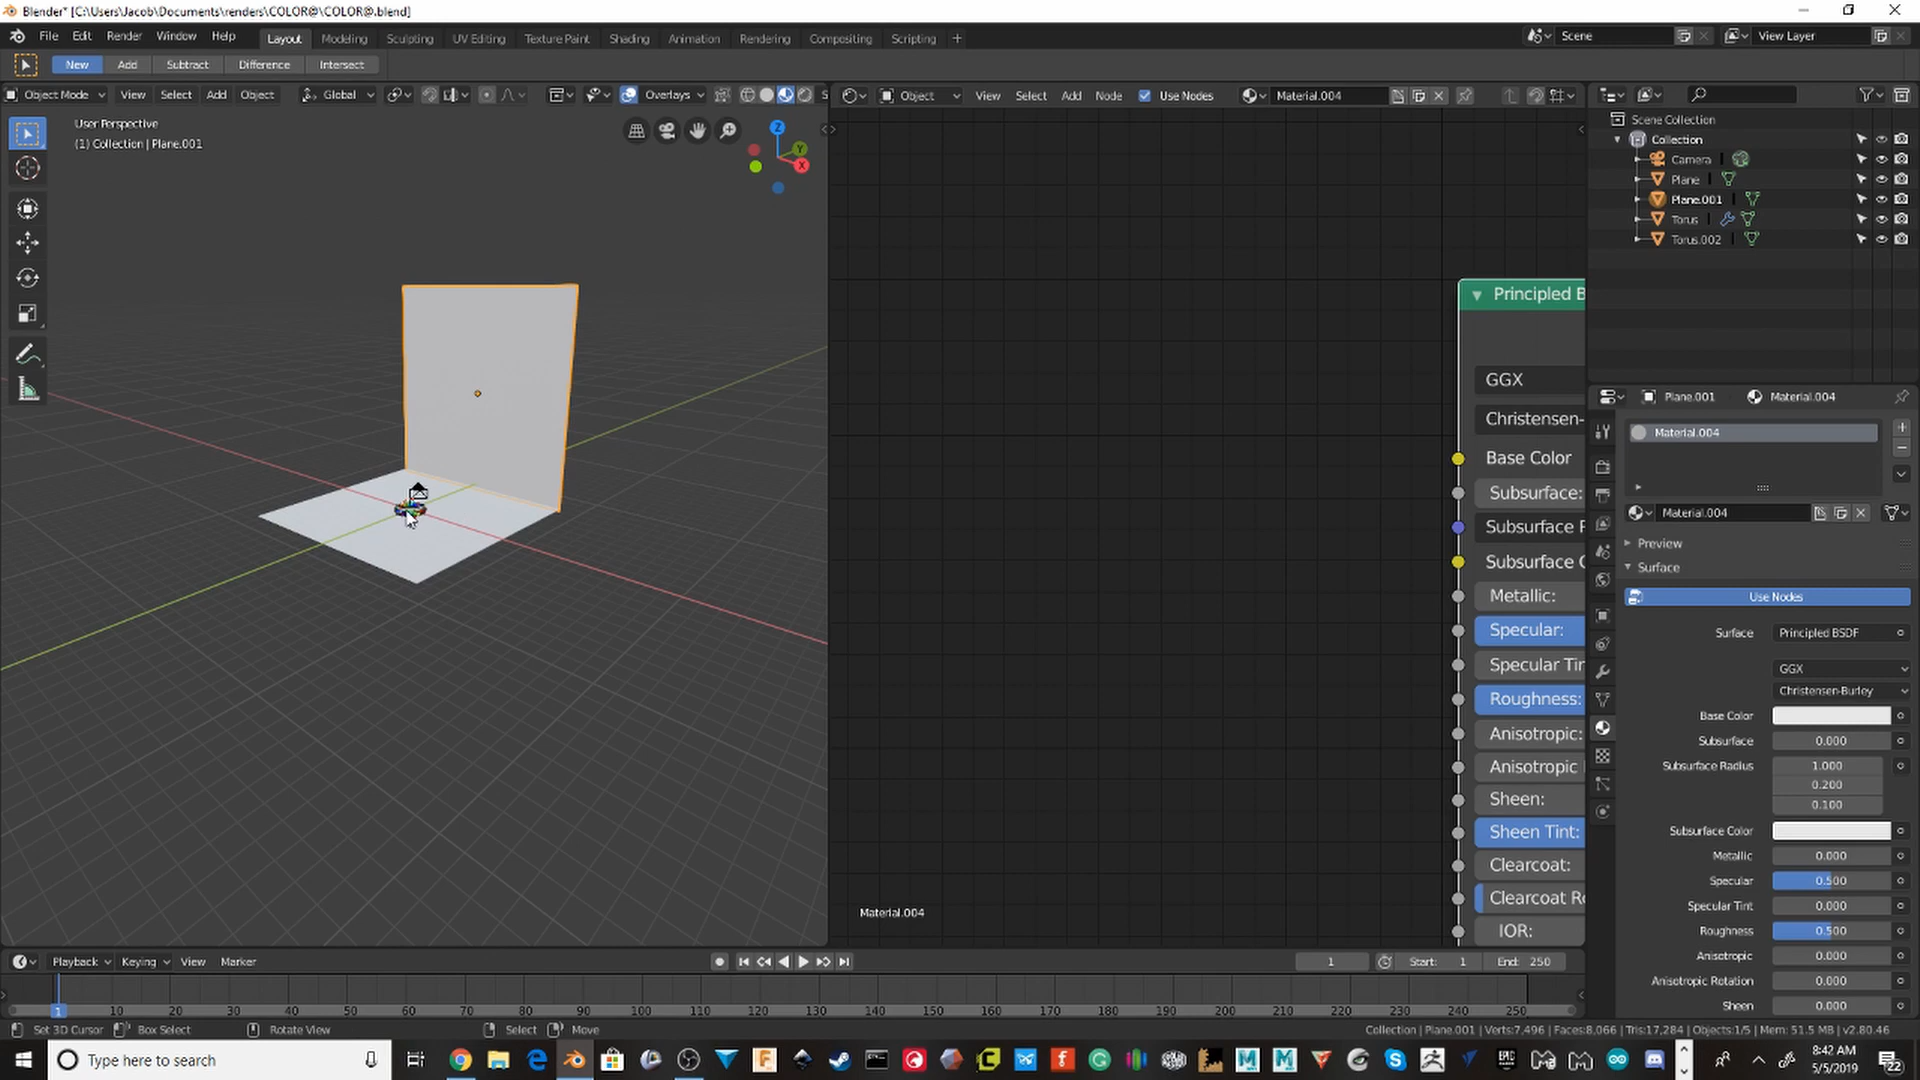 Blender* [C:\Users\Jacob\Documents\renders\COLOR@\COLOR@.blend]
File Edit Render Window Help Layout Modeling Sculpting UV Editing Texture Paint Shading Animation Rendering Compositing Scripting + Scene View Layer
New Add Subtract Difference Intersect
Object Mode View Select Add Object Global Overlays
Object View Select Add Node Use Nodes Material.004
User Perspective
(1) Collection | Plane.001
Z
Y
X
Principled B
GGX
Christensen-
Base Color
Subsurface:
Subsurface R
Subsurface C
Metallic:
Specular:
Specular Tin
Roughness:
Anisotropic:
Anisotropic
Sheen:
Sheen Tint:
Clearcoat:
Clearcoat Ro
IOR:
Material.004
Scene Collection
Collection
Camera
Plane
Plane.001
Torus
Torus.002
Plane.001 Material.004
Material.004
Material.004
Preview
Surface
Use Nodes
Surface Principled BSDF
GGX
Christensen-Burley
Base Color
Subsurface 0.000
Subsurface Radius 1.000
0.200
0.100
Subsurface Color
Metallic 0.000
Specular 0.500
Specular Tint 0.000
Roughness 0.500
Anisotropic 0.000
Anisotropic Rotation 0.000
Sheen 0.000
Playback Keying View Marker 1 Start: 1 End: 250
1 10 20 30 40 50 60 70 80 90 100 110 120 130 140 150 160 170 180 190 200 210 220 230 240 250
Set 3D Cursor Box Select Rotate View Select Move Collection | Plane.001 | Verts:7,496 | Faces:8,066 | Tris:17,284 | Objects:1/5 | Mem: 51.5 MB | v2.80.46
Type here to search
8:42 AM
5/5/2019
22